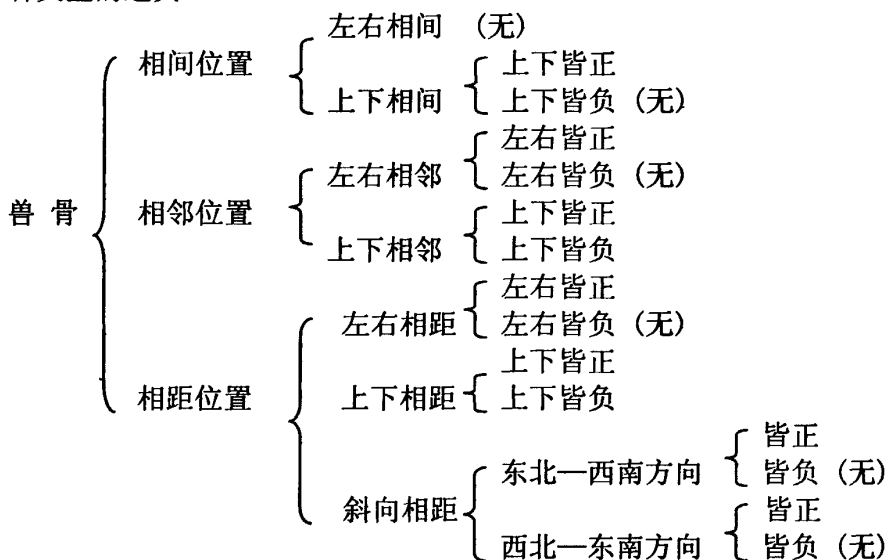 左右相间 (无)
相间位置 上下皆正
上下相间 上下皆负 (无)
左右皆正
左右相邻 左右皆负 (无)
兽 骨 相邻位置 上下皆正
上下相邻 上下皆负
左右皆正
左右相距 左右皆负 (无)
上下皆正
相距位置 上下相距 上下皆负
皆正
东北—西南方向 皆负 (无)
斜向相距 皆正
西北—东南方向 皆负 (无)